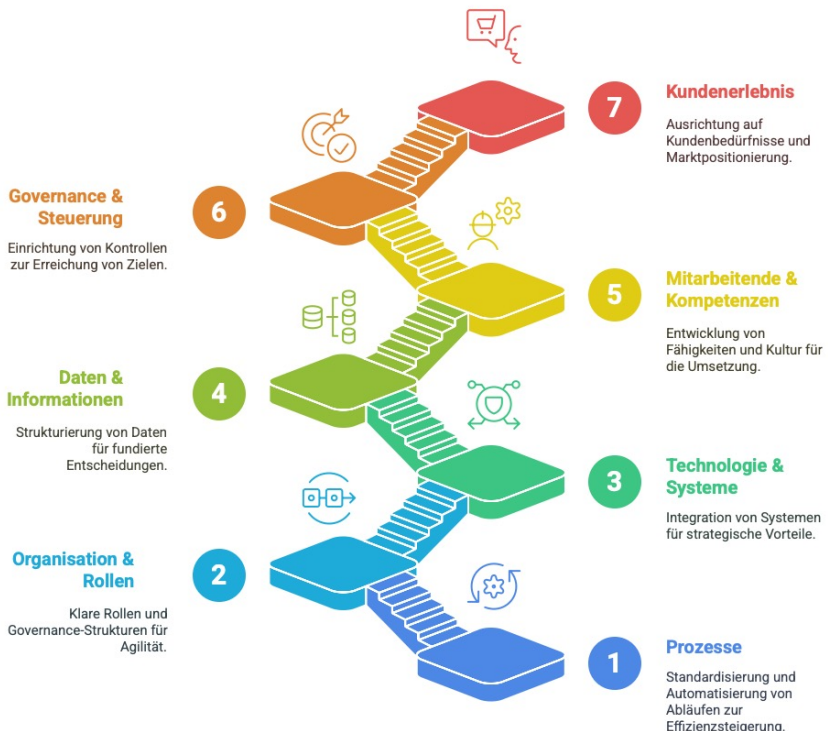 7
Kundenerlebnis
Ausrichtung auf
Kundenbedürfnisse und
Marktpositionierung.
Governance &
Steuerung
6
Einrichtung von Kontrollen
zur Erreichung von Zielen.
5
Mitarbeitende &
Kompetenzen
Entwicklung von
Fähigkeiten und Kultur für
die Umsetzung.
Daten &
Informationen
4
Strukturierung von Daten
für fundierte
Entscheidungen.
3
Technologie &
Systeme
Integration von Systemen
für strategische Vorteile.
Organisation &
Rollen
2
Klare Rollen und
Governance-Strukturen für
Agilität.
1
Prozesse
Standardisierung und
Automatisierung von
Abläufen zur
Effizienzsteigerung.